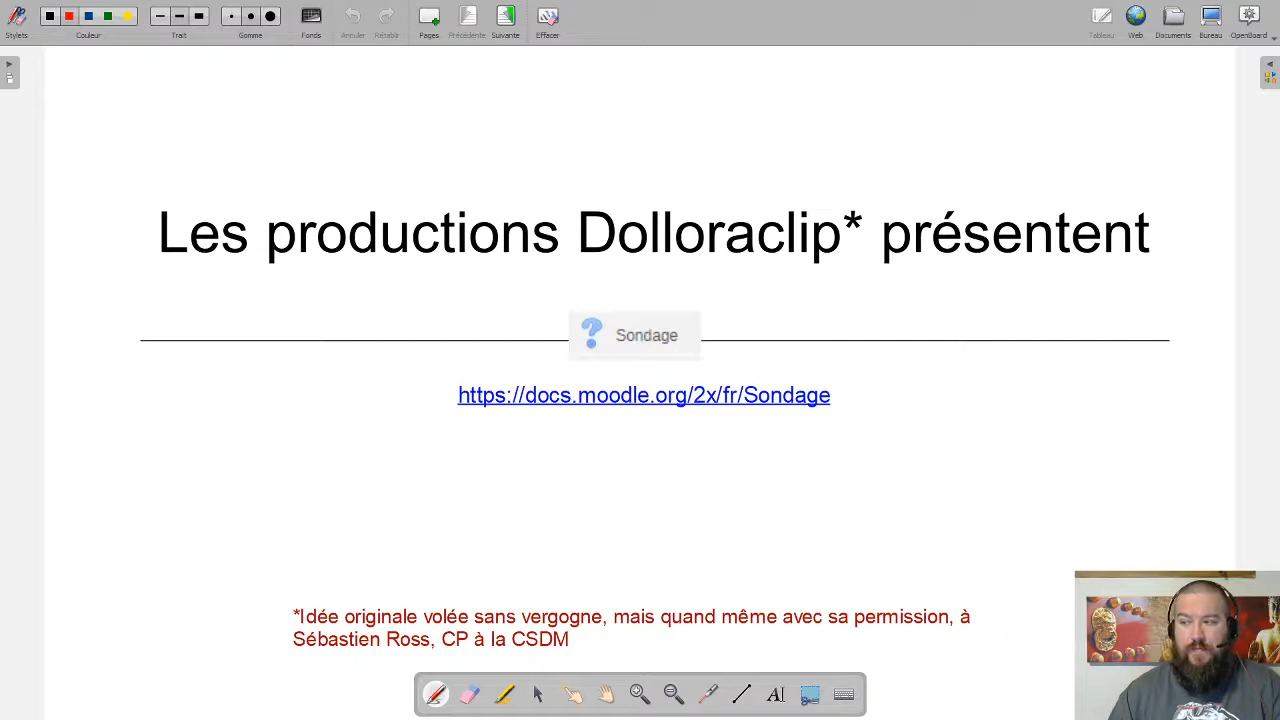 Stylets
Couleur
Trait
Gomme
Fonds
Annuler
Rétablir
Pages
Précédente
Suivante
Effacer
Tableau
Web
Documents
Bureau
OpenBoard
Les productions Dolloraclip* présentent
? Sondage
https://docs.moodle.org/2x/fr/Sondage
*Idée originale volée sans vergogne, mais quand même avec sa permission, à
Sébastien Ross, CP à la CSDM